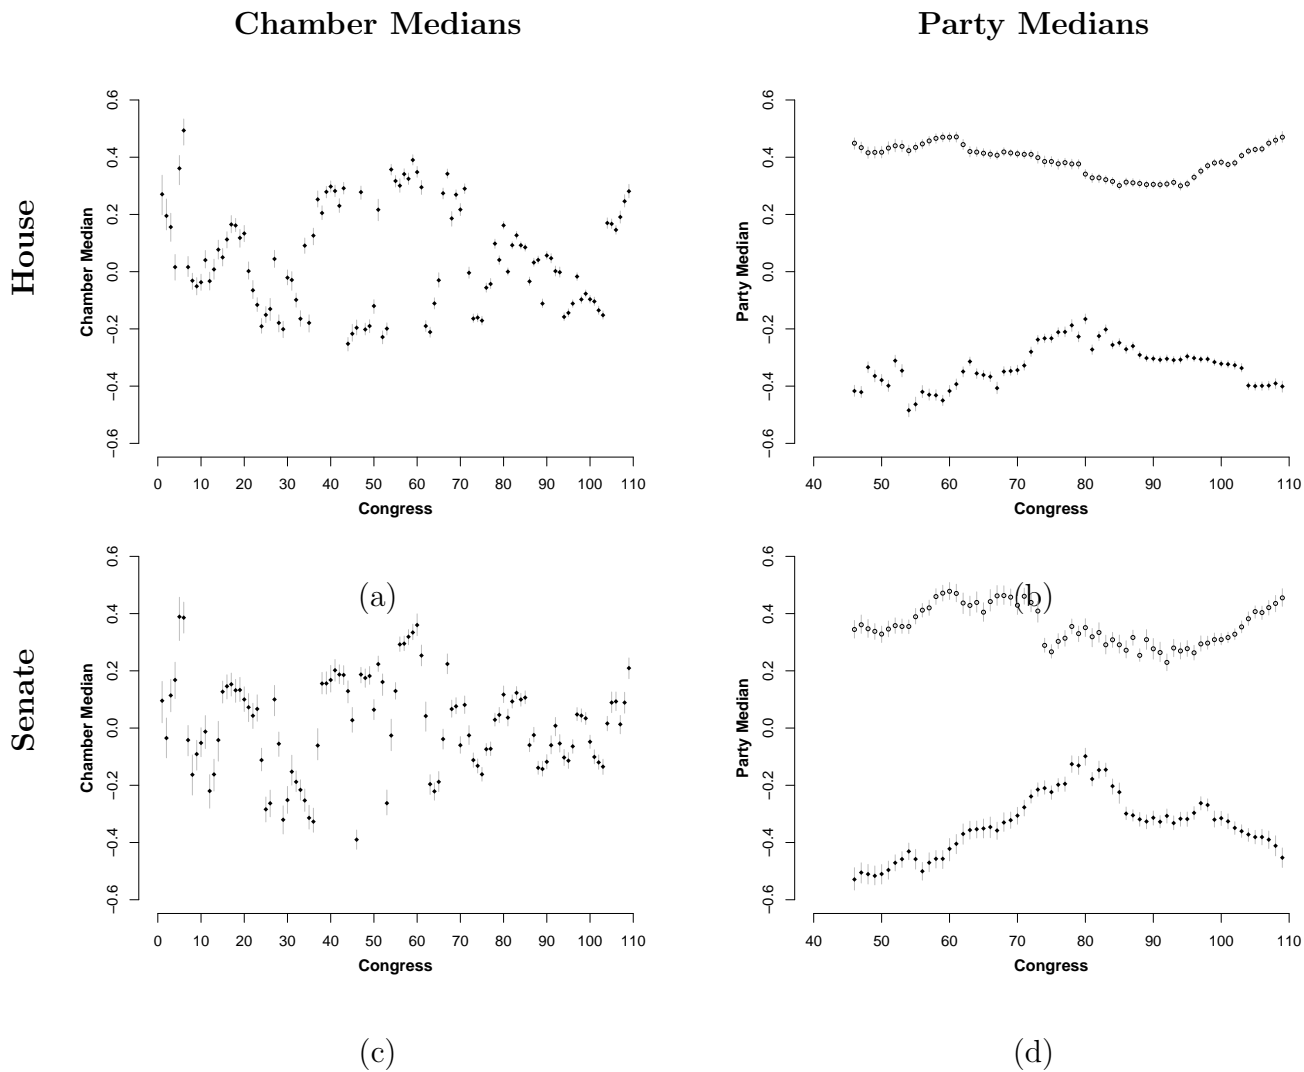 Chamber Medians
Party Medians
House
Chamber Median
0.6
0.4
0.2
0.0
−0.2
−0.4
−0.6
0 10 20 30 40 50 60 70 80 90 100 110
Congress
(a)
Party Median
0.6
0.4
0.2
0.0
−0.2
−0.4
−0.6
40 50 60 70 80 90 100 110
Congress
(b)
Senate
Chamber Median
0.6
0.4
0.2
0.0
−0.2
−0.4
−0.6
0 10 20 30 40 50 60 70 80 90 100 110
Congress
(c)
Party Median
0.6
0.4
0.2
0.0
−0.2
−0.4
−0.6
40 50 60 70 80 90 100 110
Congress
(d)